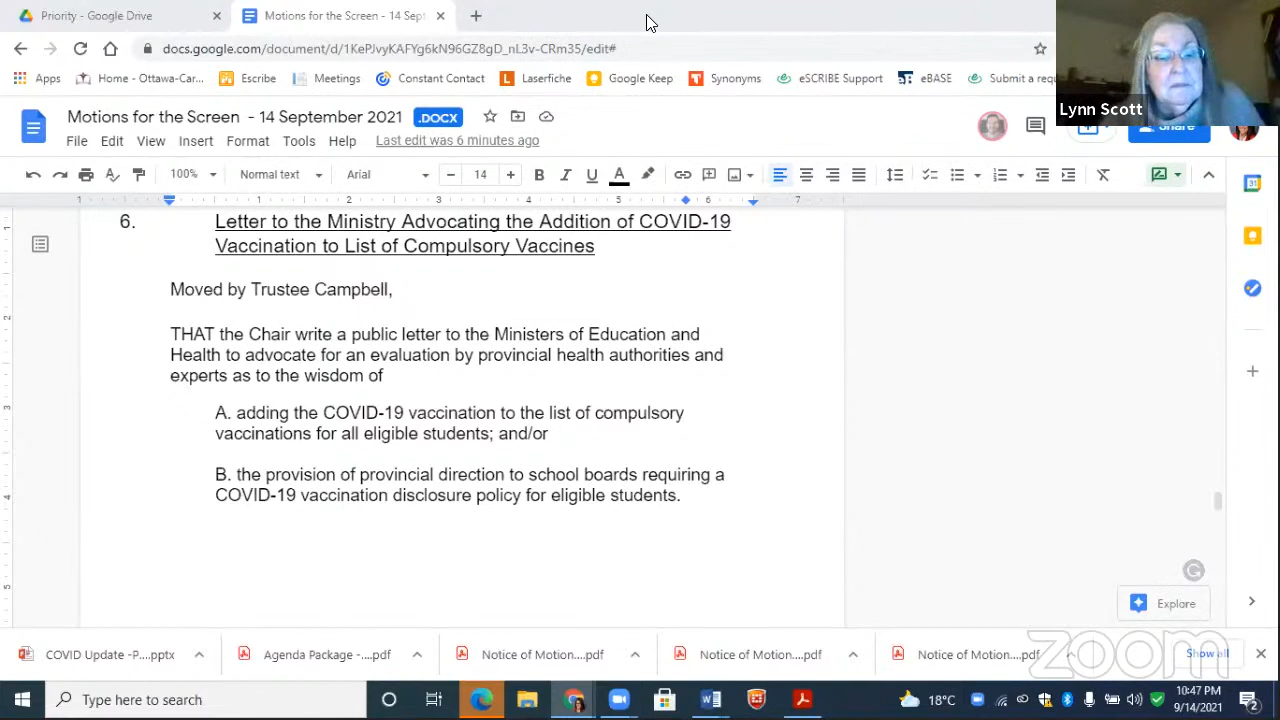 Priority - Google Drive
Motions for the Screen - 14 Sept
docs.google.com/document/d/1KePJvyKAFYg6kN96GZ8gD_nL3v-CRm35/edit#
Apps
Home - Ottawa-Car...
Escribe
Meetings
Constant Contact
Laserfiche
Google Keep
Synonyms
eSCRIBE Support
eBASE
Submit a requ
Lynn Scott
Motions for the Screen - 14 September 2021 .DOCX
Share
File Edit View Insert Format Tools Help Last edit was 6 minutes ago
100% Normal text Arial 14
6. Letter to the Ministry Advocating the Addition of COVID-19
Vaccination to List of Compulsory Vaccines
Moved by Trustee Campbell,
THAT the Chair write a public letter to the Ministers of Education and
Health to advocate for an evaluation by provincial health authorities and
experts as to the wisdom of
A. adding the COVID-19 vaccination to the list of compulsory
vaccinations for all eligible students; and/or
B. the provision of provincial direction to school boards requiring a
COVID-19 vaccination disclosure policy for eligible students.
Explore
COVID Update -P....pptx
Agenda Package -....pdf
Notice of Motion....pdf
Notice of Motion....pdf
Notice of Motion....pdf
Show all
zoom
Type here to search
18°C
10:47 PM
9/14/2021
2